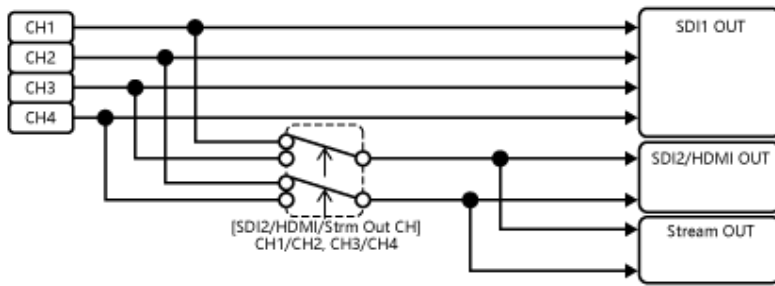 CH1
CH2
CH3
CH4
SDI1 OUT
SDI2/HDMI OUT
Stream OUT
[SDI2/HDMI/Strm Out CH]
CH1/CH2, CH3/CH4